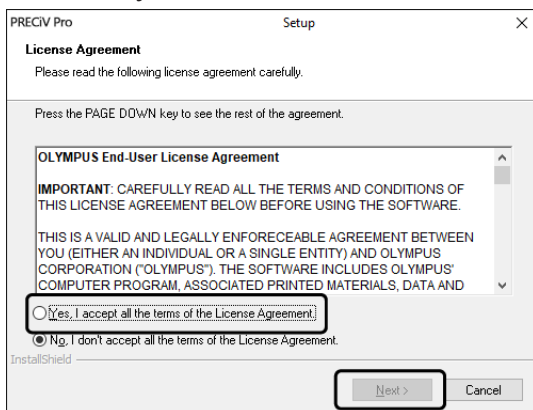 PRECiV Pro Setup
License Agreement
Please read the following license agreement carefully.
Press the PAGE DOWN key to see the rest of the agreement.
OLYMPUS End-User License Agreement
IMPORTANT: CAREFULLY READ ALL THE TERMS AND CONDITIONS OF
THIS LICENSE AGREEMENT BELOW BEFORE USING THE SOFTWARE.
THIS IS A VALID AND LEGALLY ENFORECEABLE AGREEMENT BETWEEN
YOU (EITHER AN INDIVIDUAL OR A SINGLE ENTITY) AND OLYMPUS
CORPORATION ("OLYMPUS"). THE SOFTWARE INCLUDES OLYMPUS'
COMPUTER PROGRAM, ASSOCIATED PRINTED MATERIALS, DATA AND
Yes, I accept all the terms of the License Agreement.
No, I don't accept all the terms of the License Agreement.
InstallShield
Next > Cancel